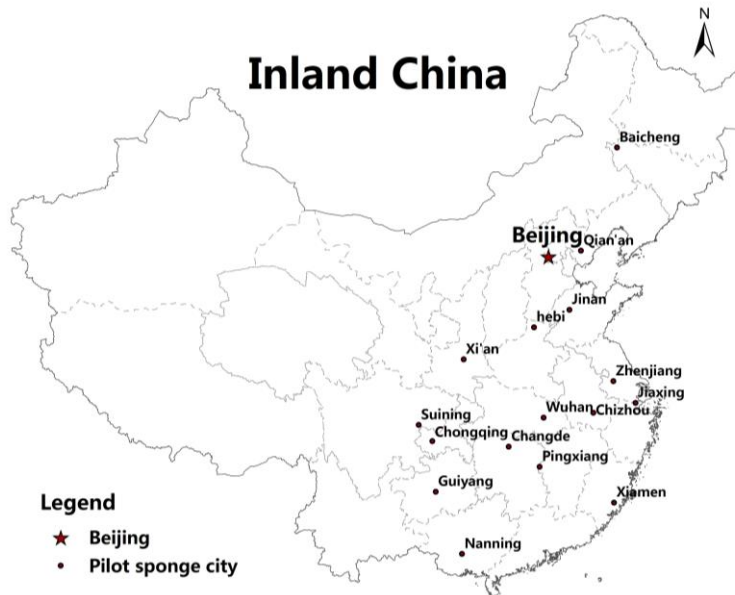 N
Inland China
Baicheng
Beijing
Qian'an
Jinan
hebi
Xi'an
Zhenjiang
Jiaxing
Suining
Wuhan
Chizhou
Chongqing
Changde
Pingxiang
Guiyang
Xiamen
Nanning
Legend
Beijing
Pilot sponge city